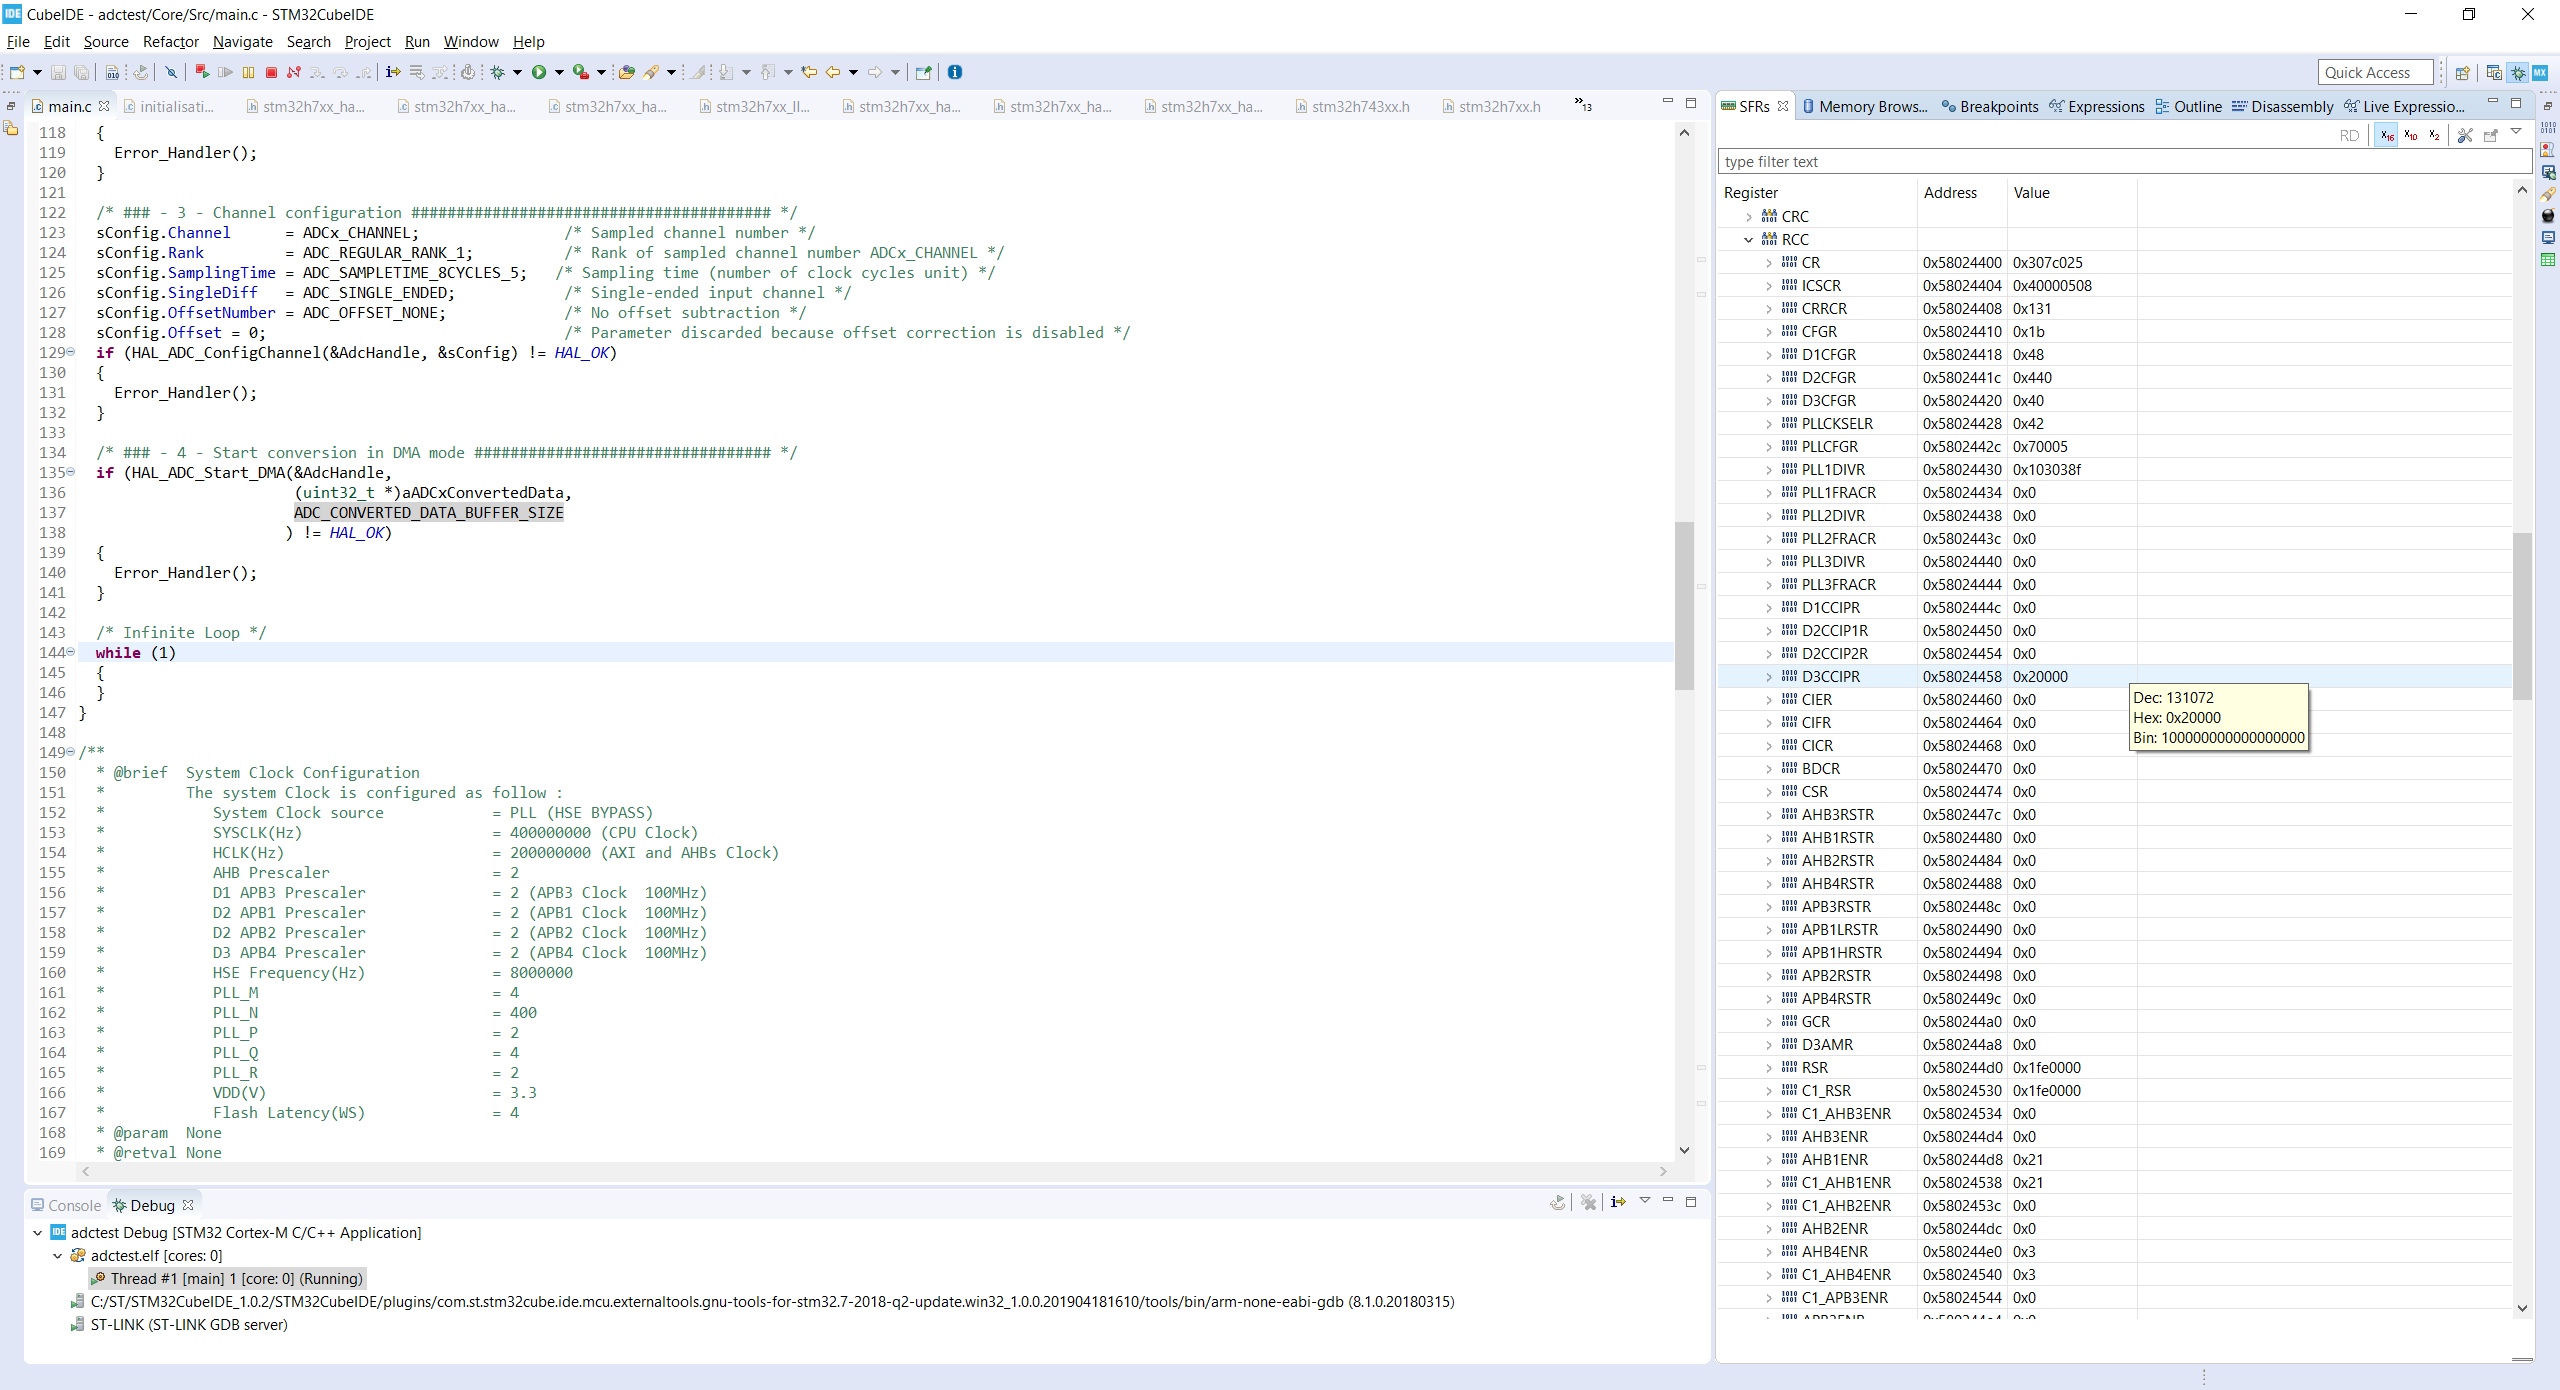 CubeIDE - adctest/Core/Src/main.c - STM32CubeIDE
File Edit Source Refactor Navigate Search Project Run Window Help
Quick Access
main.c initialisati... stm32h7xx_ha... stm32h7xx_ha... stm32h7xx_ha... stm32h7xx_ll... stm32h7xx_ha... stm32h7xx_ha... stm32h7xx_ha... stm32h743xx.h stm32h7xx.h »13
118 {
119 Error_Handler();
120 }
121
122 /* ### - 3 - Channel configuration ######################################## */
123 sConfig.Channel = ADCx_CHANNEL; /* Sampled channel number */
124 sConfig.Rank = ADC_REGULAR_RANK_1; /* Rank of sampled channel number ADCx_CHANNEL */
125 sConfig.SamplingTime = ADC_SAMPLETIME_8CYCLES_5; /* Sampling time (number of clock cycles unit) */
126 sConfig.SingleDiff = ADC_SINGLE_ENDED; /* Single-ended input channel */
127 sConfig.OffsetNumber = ADC_OFFSET_NONE; /* No offset subtraction */
128 sConfig.Offset = 0; /* Parameter discarded because offset correction is disabled */
129 if (HAL_ADC_ConfigChannel(&AdcHandle, &sConfig) != HAL_OK)
130 {
131 Error_Handler();
132 }
133
134 /* ### - 4 - Start conversion in DMA mode ################################# */
135 if (HAL_ADC_Start_DMA(&AdcHandle,
136 (uint32_t *)aADCxConvertedData,
137 ADC_CONVERTED_DATA_BUFFER_SIZE
138 ) != HAL_OK)
139 {
140 Error_Handler();
141 }
142
143 /* Infinite Loop */
144 while (1)
145 {
146 }
147 }
148
149 /**
150 * @brief System Clock Configuration
151 * The system Clock is configured as follow :
152 * System Clock source = PLL (HSE BYPASS)
153 * SYSCLK(Hz) = 400000000 (CPU Clock)
154 * HCLK(Hz) = 200000000 (AXI and AHBs Clock)
155 * AHB Prescaler = 2
156 * D1 APB3 Prescaler = 2 (APB3 Clock 100MHz)
157 * D2 APB1 Prescaler = 2 (APB1 Clock 100MHz)
158 * D2 APB2 Prescaler = 2 (APB2 Clock 100MHz)
159 * D3 APB4 Prescaler = 2 (APB4 Clock 100MHz)
160 * HSE Frequency(Hz) = 8000000
161 * PLL_M = 4
162 * PLL_N = 400
163 * PLL_P = 2
164 * PLL_Q = 4
165 * PLL_R = 2
166 * VDD(V) = 3.3
167 * Flash Latency(WS) = 4
168 * @param None
169 * @retval None
Console Debug
adctest Debug [STM32 Cortex-M C/C++ Application]
adctest.elf [cores: 0]
Thread #1 [main] 1 [core: 0] (Running)
C:/ST/STM32CubeIDE_1.0.2/STM32CubeIDE/plugins/com.st.stm32cube.ide.mcu.externaltools.gnu-tools-for-stm32.7-2018-q2-update.win32_1.0.0.201904181610/tools/bin/arm-none-eabi-gdb (8.1.0.20180315)
ST-LINK (ST-LINK GDB server)
SFRs Memory Brows... Breakpoints Expressions Outline Disassembly Live Expressio...
RD X16 X10 X2
type filter text
Register Address Value
CRC
RCC
CR 0x58024400 0x307c025
ICSCR 0x58024404 0x40000508
CRRCR 0x58024408 0x131
CFGR 0x58024410 0x1b
D1CFGR 0x58024418 0x48
D2CFGR 0x5802441c 0x440
D3CFGR 0x58024420 0x40
PLLCKSELR 0x58024428 0x42
PLLCFGR 0x5802442c 0x70005
PLL1DIVR 0x58024430 0x103038f
PLL1FRACR 0x58024434 0x0
PLL2DIVR 0x58024438 0x0
PLL2FRACR 0x5802443c 0x0
PLL3DIVR 0x58024440 0x0
PLL3FRACR 0x58024444 0x0
D1CCIPR 0x5802444c 0x0
D2CCIP1R 0x58024450 0x0
D2CCIP2R 0x58024454 0x0
D3CCIPR 0x58024458 0x20000
CIER 0x58024460 0x0
CIFR 0x58024464 0x0
CICR 0x58024468 0x0
BDCR 0x58024470 0x0
CSR 0x58024474 0x0
AHB3RSTR 0x5802447c 0x0
AHB1RSTR 0x58024480 0x0
AHB2RSTR 0x58024484 0x0
AHB4RSTR 0x58024488 0x0
APB3RSTR 0x5802448c 0x0
APB1LRSTR 0x58024490 0x0
APB1HRSTR 0x58024494 0x0
APB2RSTR 0x58024498 0x0
APB4RSTR 0x5802449c 0x0
GCR 0x580244a0 0x0
D3AMR 0x580244a8 0x0
RSR 0x580244d0 0x1fe0000
C1_RSR 0x58024530 0x1fe0000
C1_AHB3ENR 0x58024534 0x0
AHB3ENR 0x580244d4 0x0
AHB1ENR 0x580244d8 0x21
C1_AHB1ENR 0x58024538 0x21
C1_AHB2ENR 0x5802453c 0x0
AHB2ENR 0x580244dc 0x0
AHB4ENR 0x580244e0 0x3
C1_AHB4ENR 0x58024540 0x3
C1_APB3ENR 0x58024544 0x0
Dec: 131072
Hex: 0x20000
Bin: 100000000000000000